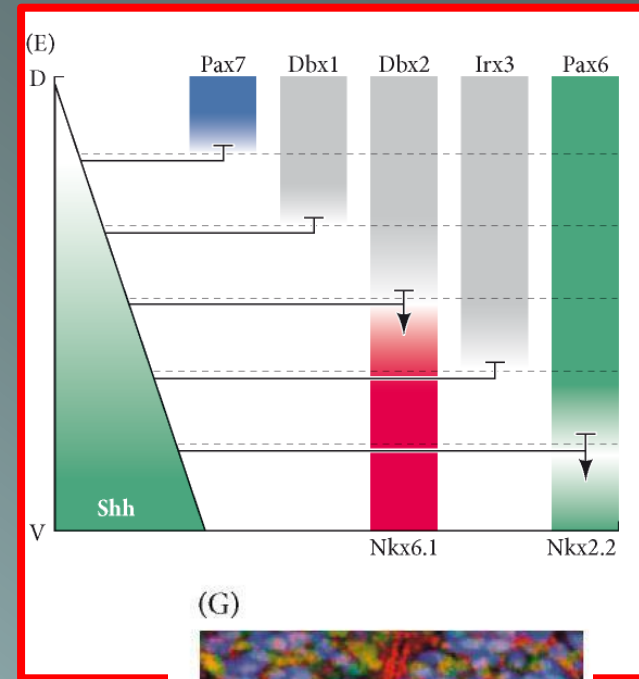 (E)
Pax7 Dbx1 Dbx2 Irx3 Pax6
D
Shh
V
Nkx6.1 Nkx2.2
(G)